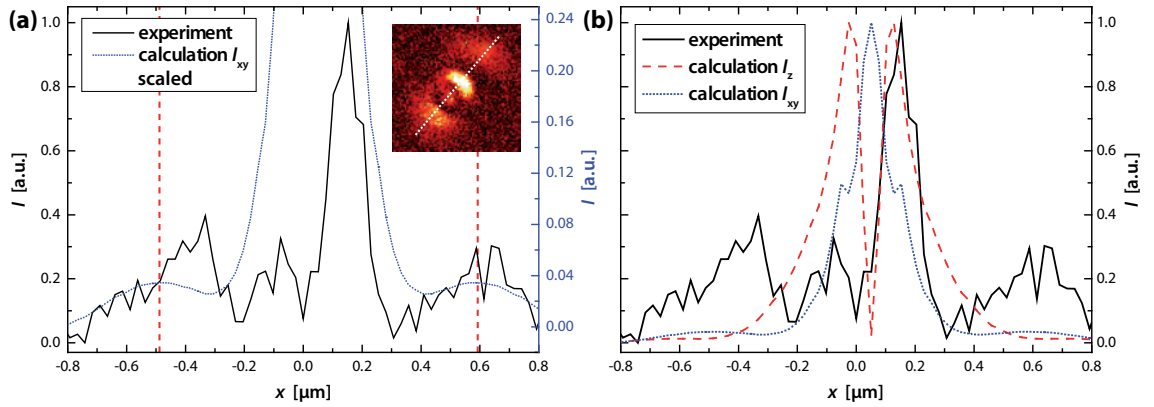 (a)
experiment
calculation I_xy
scaled
1.0
0.8
0.6
0.4
0.2
0.0
I [a.u.]
0.24
0.20
0.16
0.12
0.08
0.04
0.00
I [a.u.]
-0.8 -0.6 -0.4 -0.2 0.0 0.2 0.4 0.6 0.8
x [µm]
(b)
experiment
calculation I_z
calculation I_xy
1.0
0.8
0.6
0.4
0.2
0.0
I [a.u.]
-0.8 -0.6 -0.4 -0.2 0.0 0.2 0.4 0.6 0.8
x [µm]